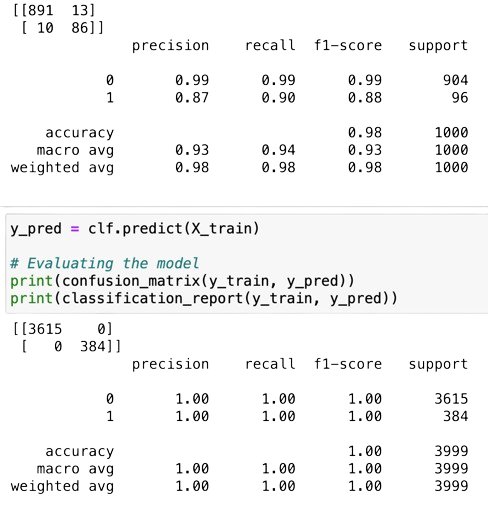 [[891  13]
 [ 10  86]]
              precision    recall  f1-score   support

           0       0.99      0.99      0.99       904
           1       0.87      0.90      0.88        96

    accuracy                           0.98      1000
   macro avg       0.93      0.94      0.93      1000
weighted avg       0.98      0.98      0.98      1000

y_pred = clf.predict(X_train)

# Evaluating the model
print(confusion_matrix(y_train, y_pred))
print(classification_report(y_train, y_pred))

[[3615    0]
 [   0  384]]
              precision    recall  f1-score   support

           0       1.00      1.00      1.00      3615
           1       1.00      1.00      1.00       384

    accuracy                           1.00      3999
   macro avg       1.00      1.00      1.00      3999
weighted avg       1.00      1.00      1.00      3999